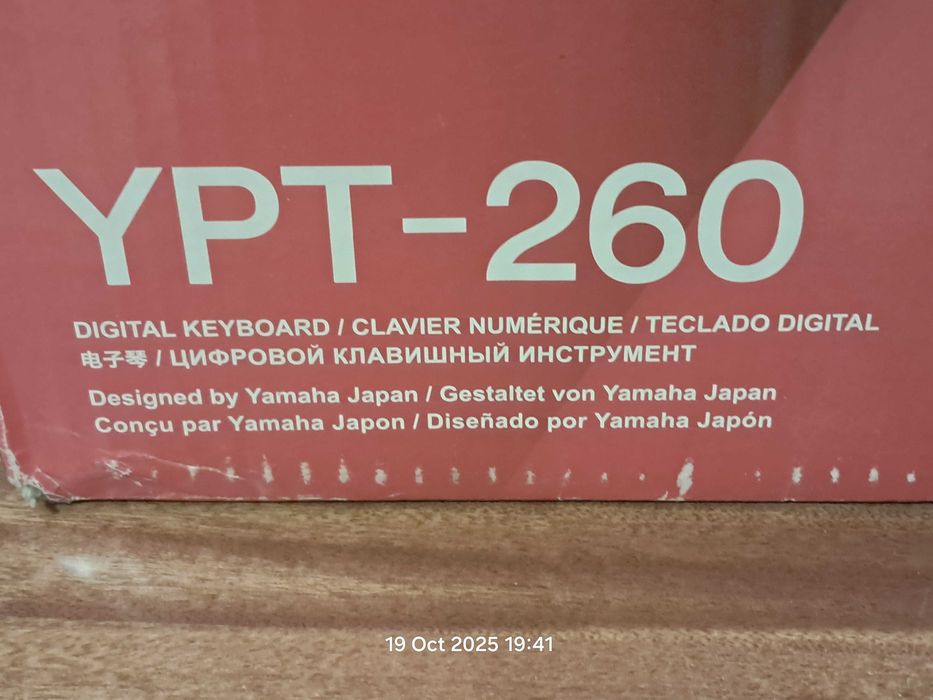 YPT-260
DIGITAL KEYBOARD / CLAVIER NUMÉRIQUE / TECLADO DIGITAL
电子琴 / ЦИФРОВОЙ КЛАВИШНЫЙ ИНСТРУМЕНТ
Designed by Yamaha Japan / Gestaltet von Yamaha Japan
Conçu par Yamaha Japon / Diseñado por Yamaha Japón
19 Oct 2025 19:41